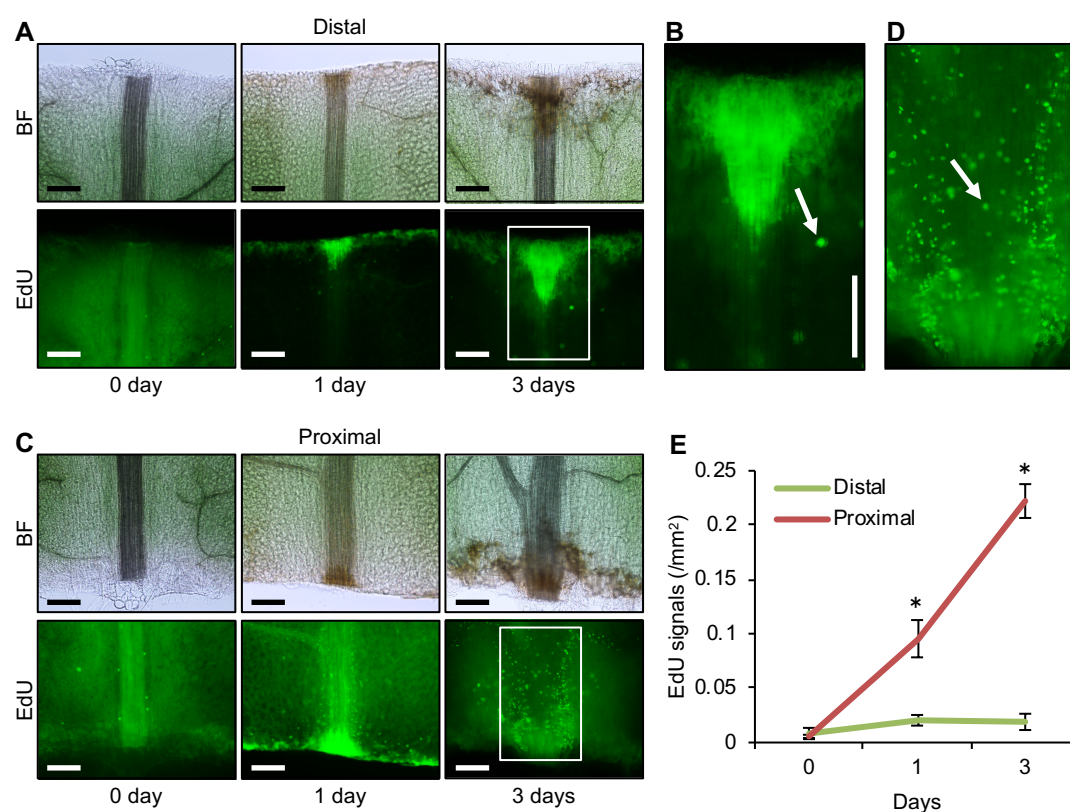 A
Distal
BF
EdU
0 day
1 day
3 days
B
D
C
Proximal
BF
EdU
0 day
1 day
3 days
E
EdU signals (/mm²)
0.25
0.2
0.15
0.1
0.05
0
Distal
Proximal
*
*
0
1
3
Days